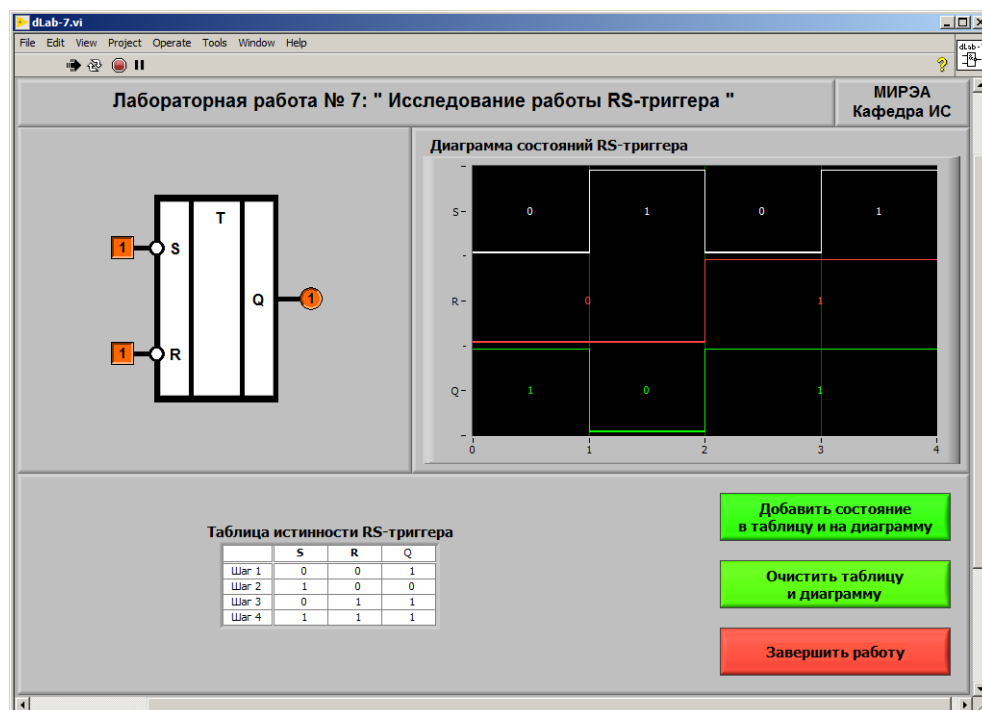 dLab-7.vi
File Edit View Project Operate Tools Window Help
Лабораторная работа № 7: " Исследование работы RS-триггера "
МИРЭА
Кафедра ИС
T
1 S
Q 1
1 R
Диаграмма состояний RS-триггера
S 0 1 0 1
R 0 1
Q 1 0 1
0 1 2 3 4
Таблица истинности RS-триггера
S R Q
Шаг 1 0 0 1
Шаг 2 1 0 0
Шаг 3 0 1 1
Шаг 4 1 1 1
Добавить состояние
в таблицу и на диаграмму
Очистить таблицу
и диаграмму
Завершить работу